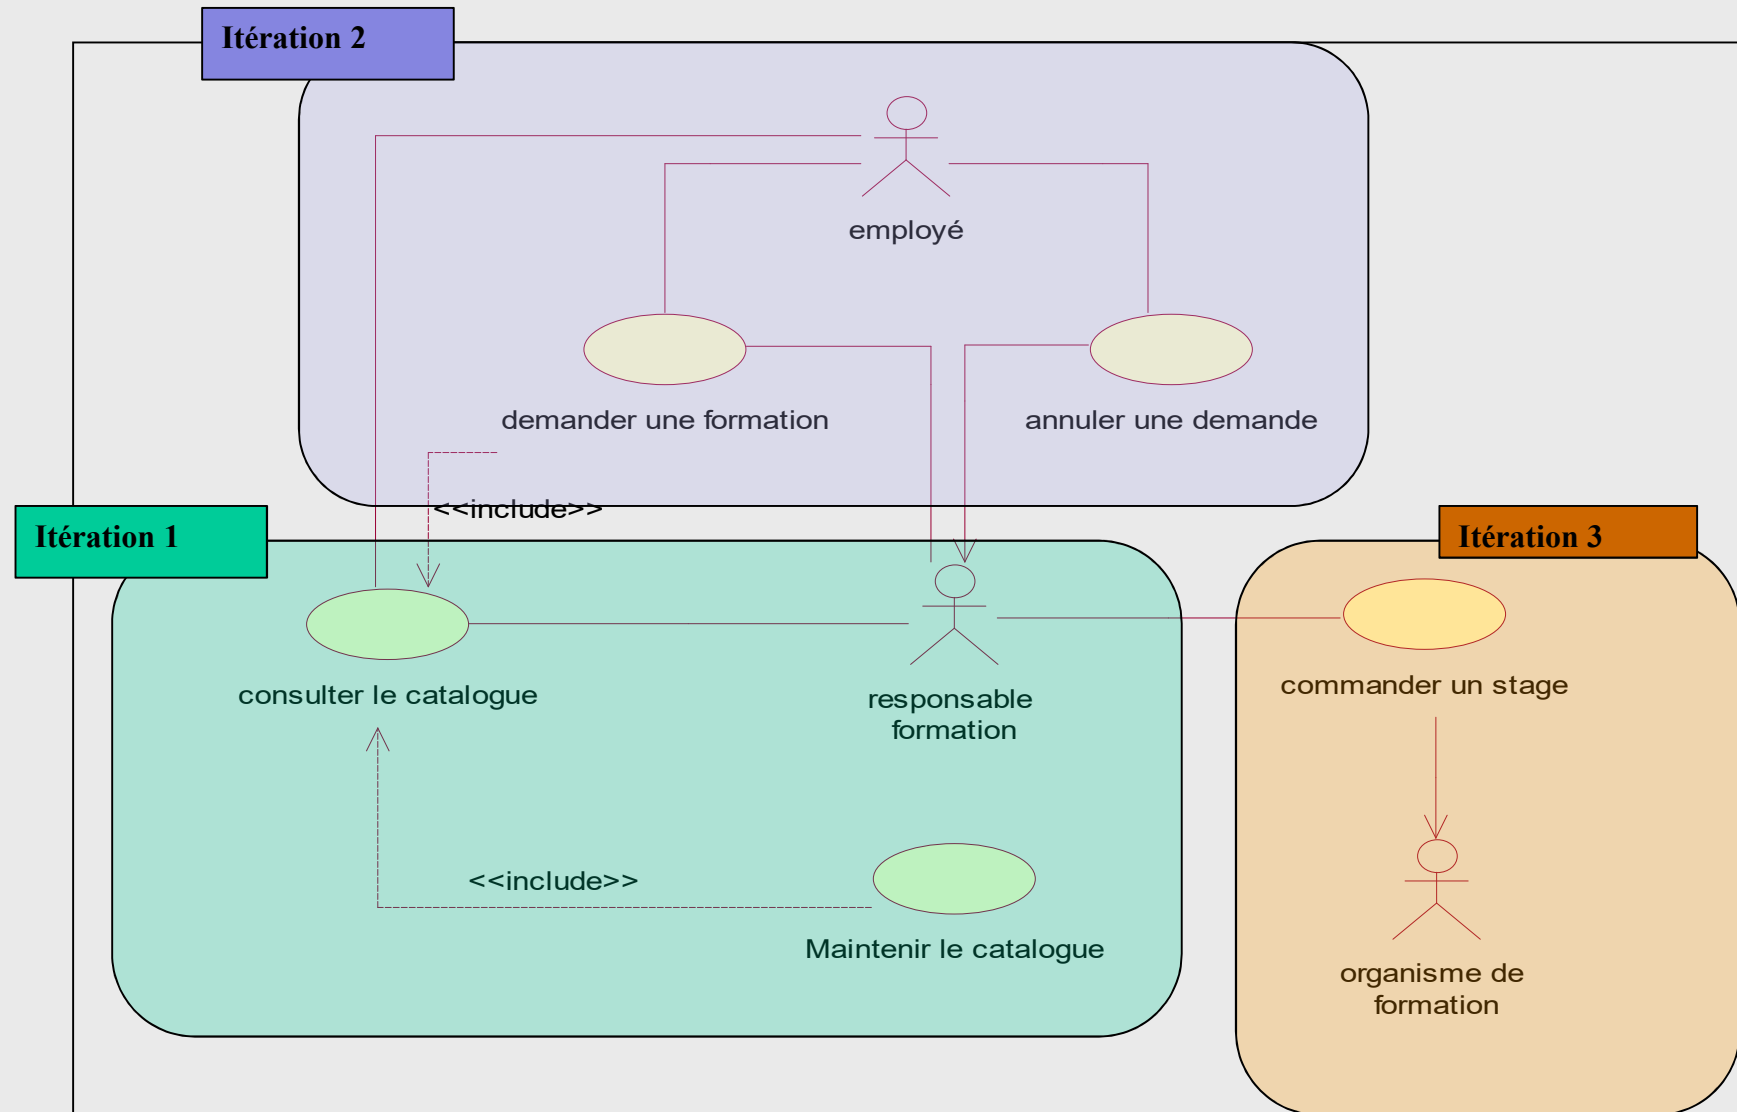 Itération 2
employé
demander une formation
annuler une demande
<<include>>
Itération 1
Itération 3
consulter le catalogue
responsable
formation
commander un stage
<<include>>
Maintenir le catalogue
organisme de
formation